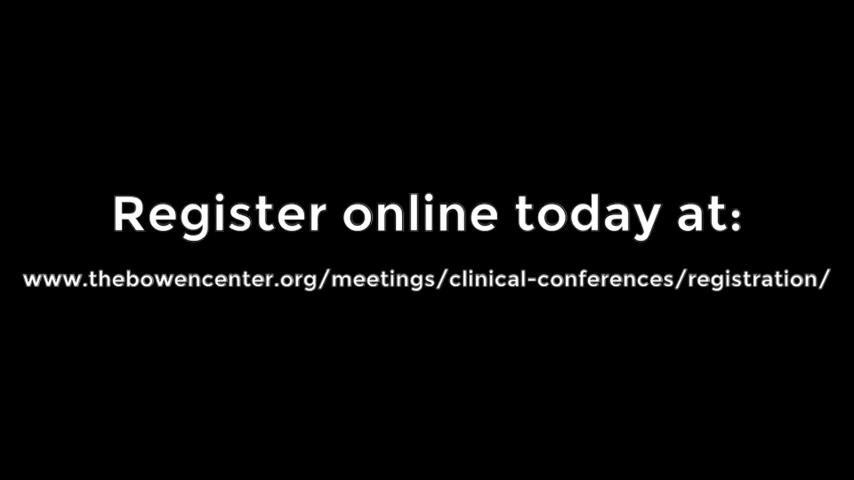 Register online today at:
www.thebowencenter.org/meetings/clinical-conferences/registration/